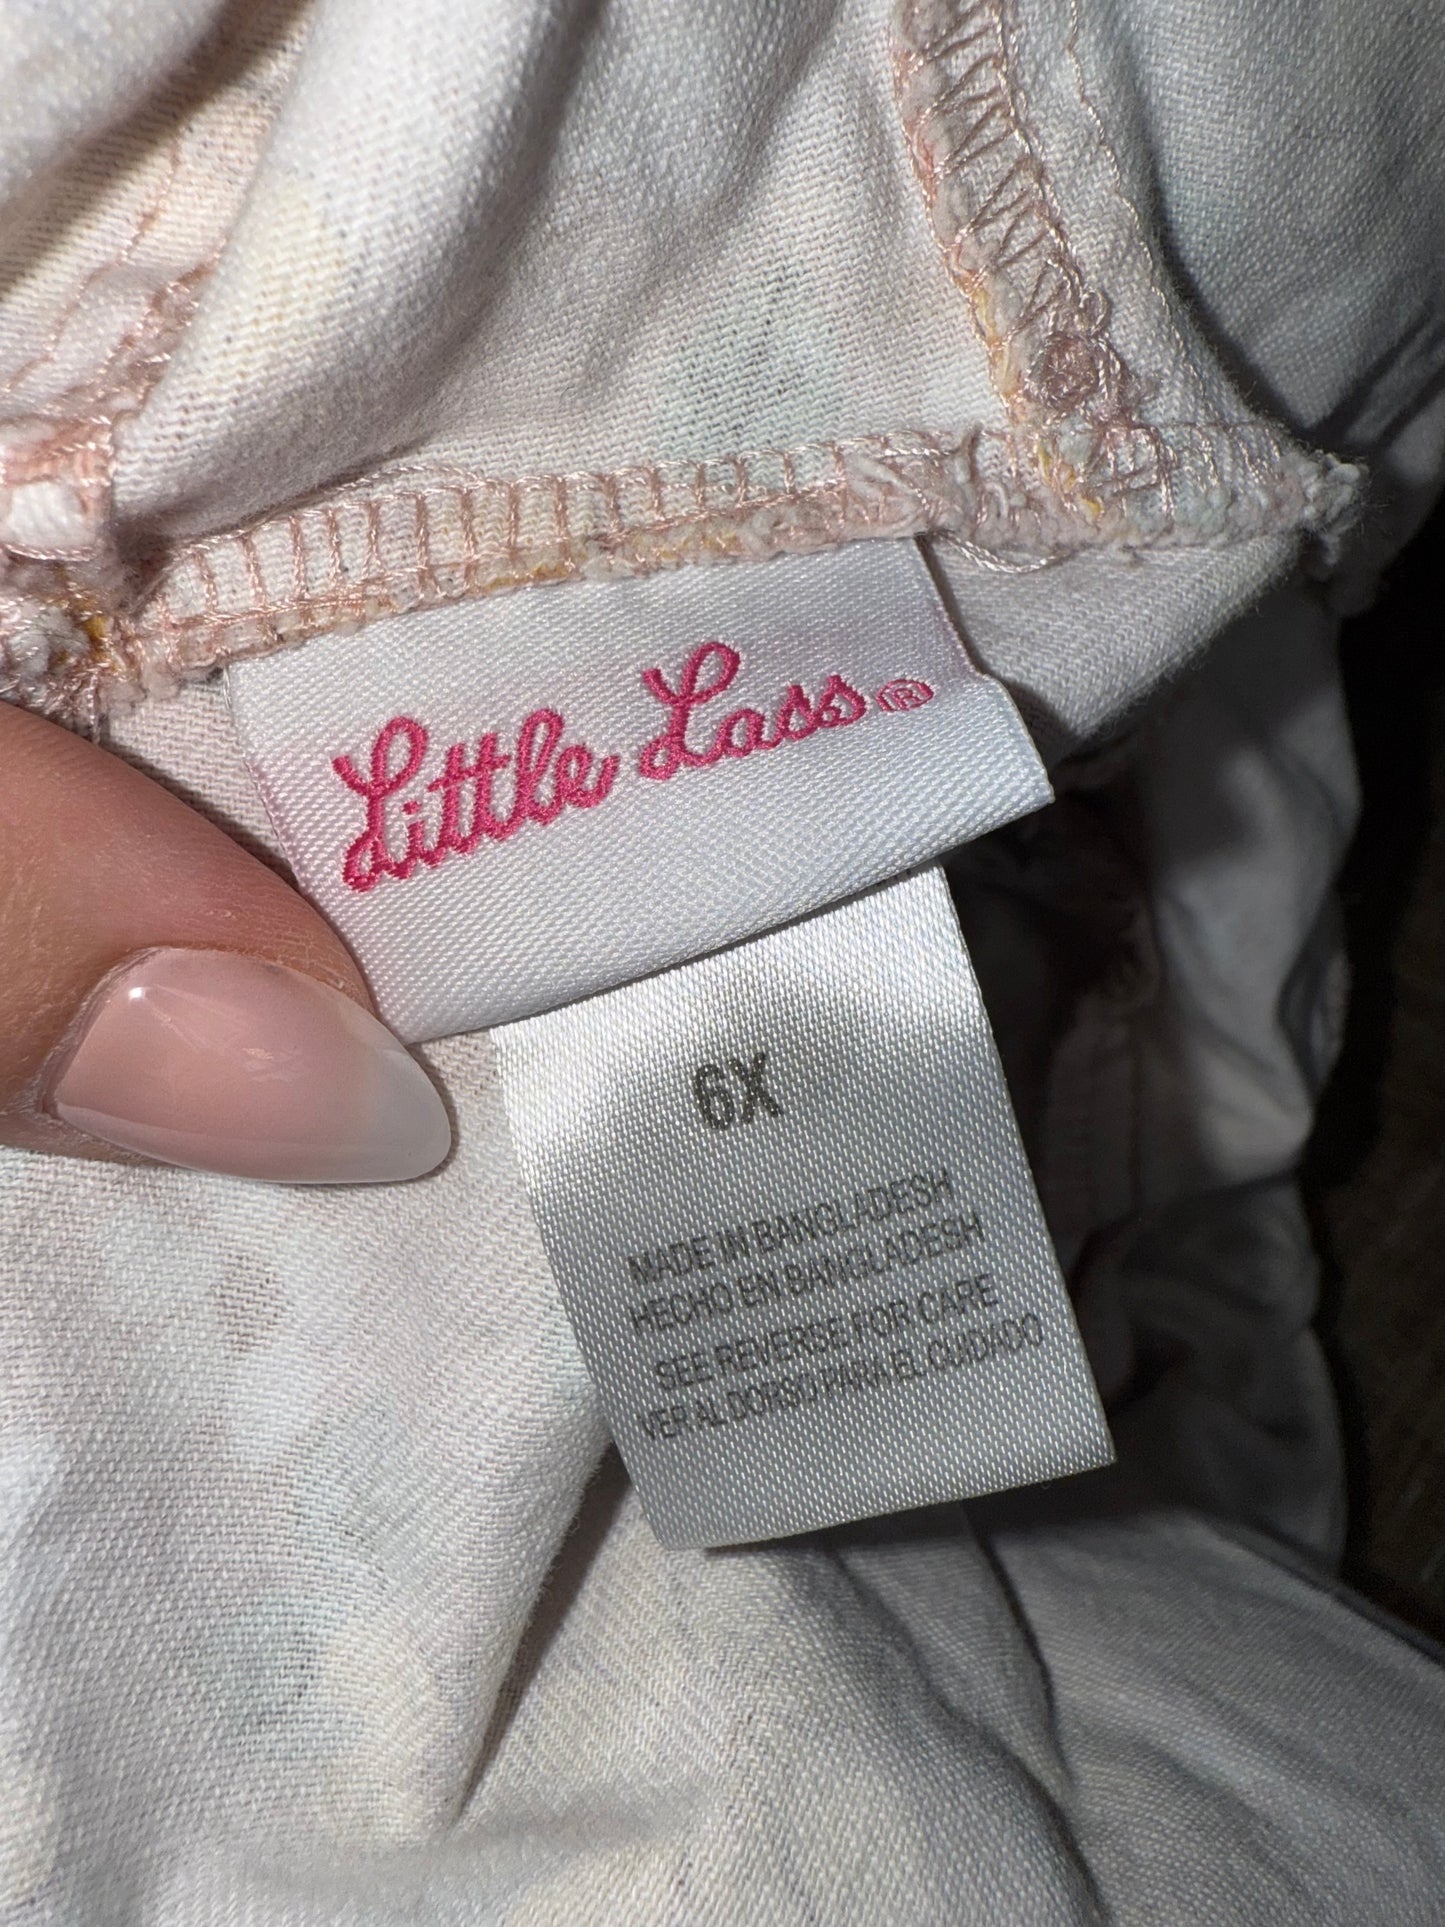 Little Lass®
6X
MADE IN BANGLADESH
HECHO EN BANGLADESH
SEE REVERSE FOR CARE
VER AL DORSO PARA EL CUIDADO